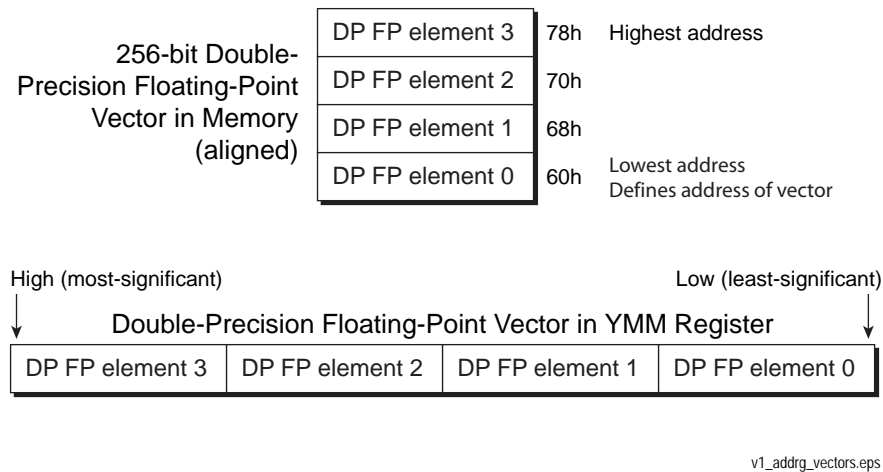 256-bit Double-
Precision Floating-Point
Vector in Memory
(aligned)
DP FP element 3 78h Highest address
DP FP element 2 70h
DP FP element 1 68h
DP FP element 0 60h Lowest address
Defines address of vector
High (most-significant) Low (least-significant)
Double-Precision Floating-Point Vector in YMM Register
DP FP element 3 DP FP element 2 DP FP element 1 DP FP element 0
v1_addrg_vectors.eps